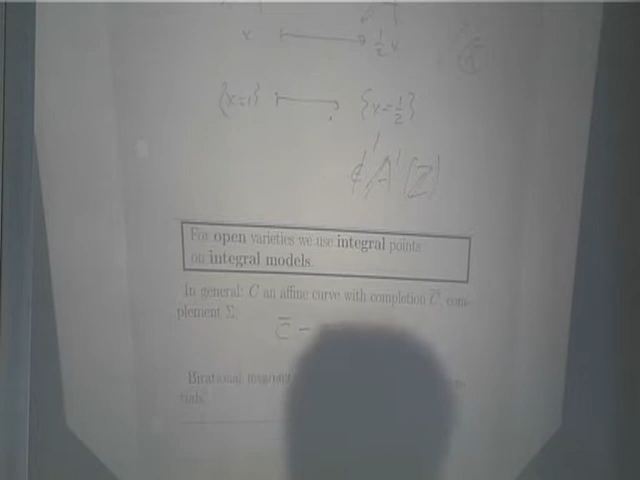 x ⟼ 1/2 x
{x=1} ⟼ {x=1/2}
∉ A¹(Z)
For open varieties we use integral points
on integral models.
In general: C an affine curve with completion C̄, com-
plement Σ.
C̄ -
Birational
tials